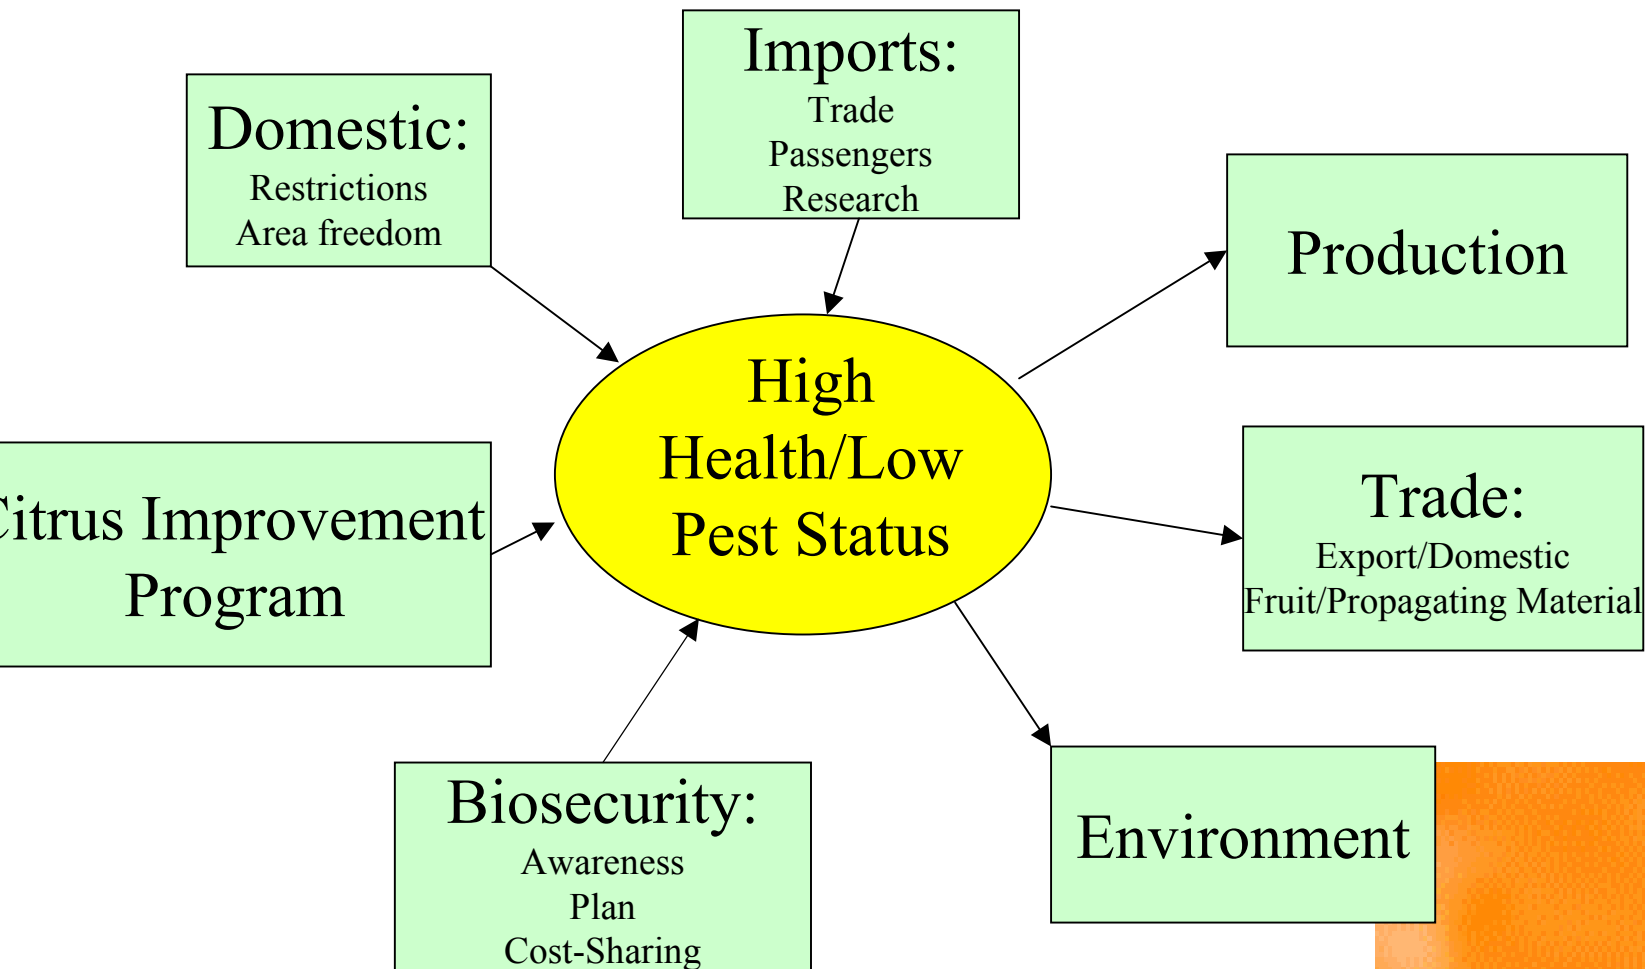 Imports:
Trade
Passengers
Research
Domestic:
Restrictions
Area freedom
Production
High
Health/Low
Pest Status
Citrus Improvement
Program
Trade:
Export/Domestic
Fruit/Propagating Material
Biosecurity:
Awareness
Plan
Cost-Sharing
Environment